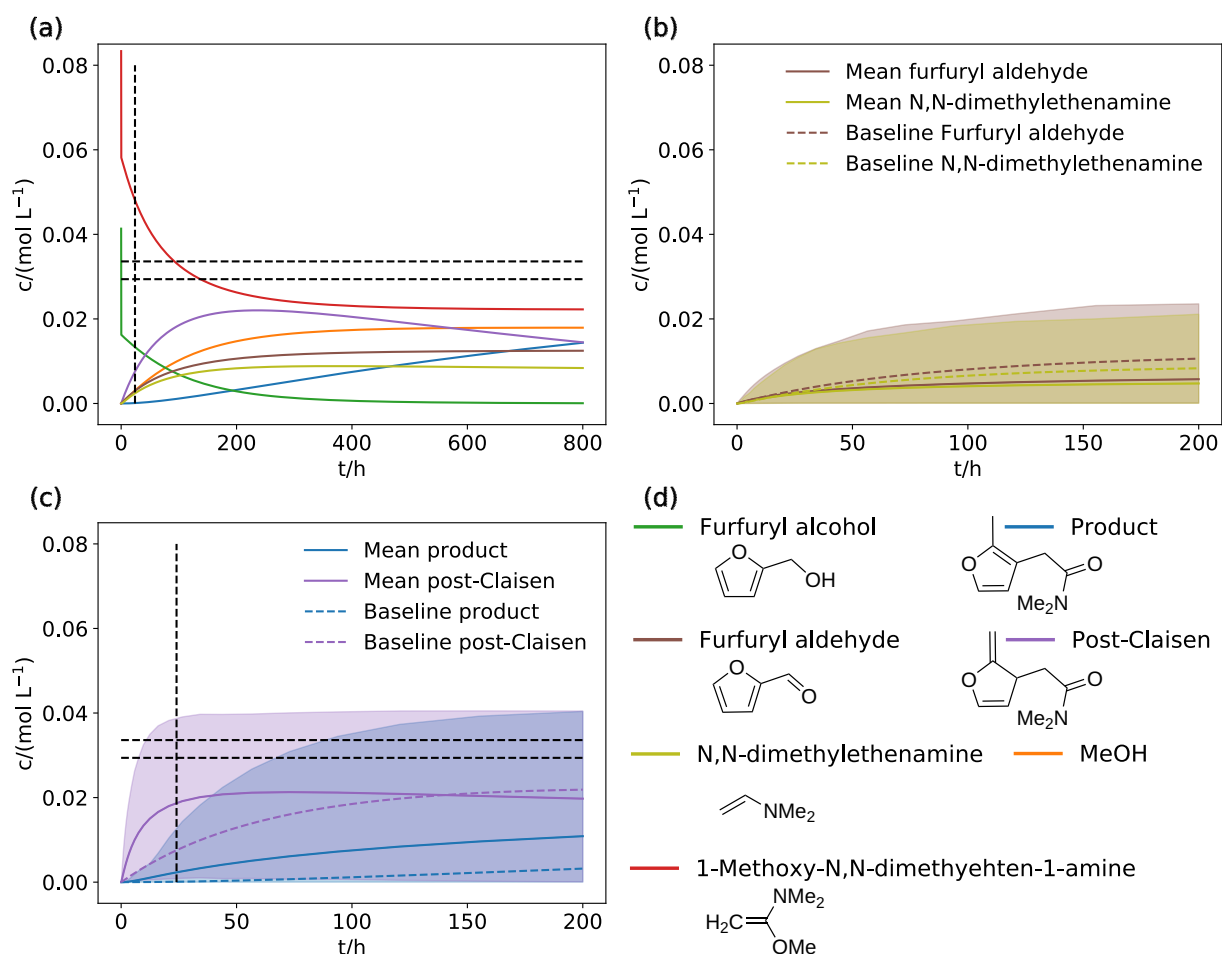 (a)
0.08
0.06
0.04
0.02
0.00
c/(mol L⁻¹)
0 200 400 600 800
t/h
(b)
Mean furfuryl aldehyde
Mean N,N-dimethylethenamine
Baseline Furfuryl aldehyde
Baseline N,N-dimethylethenamine
0.08
0.06
0.04
0.02
0.00
c/(mol L⁻¹)
0 50 100 150 200
t/h
(c)
Mean product
Mean post-Claisen
Baseline product
Baseline post-Claisen
0.08
0.06
0.04
0.02
0.00
c/(mol L⁻¹)
0 50 100 150 200
t/h
(d)
Furfuryl alcohol
O
OH
Product
O
O
Me₂N
Furfuryl aldehyde
O
O
Post-Claisen
O
O
Me₂N
N,N-dimethylethenamine
NMe₂
MeOH
1-Methoxy-N,N-dimethyehten-1-amine
NMe₂
H₂C
OMe